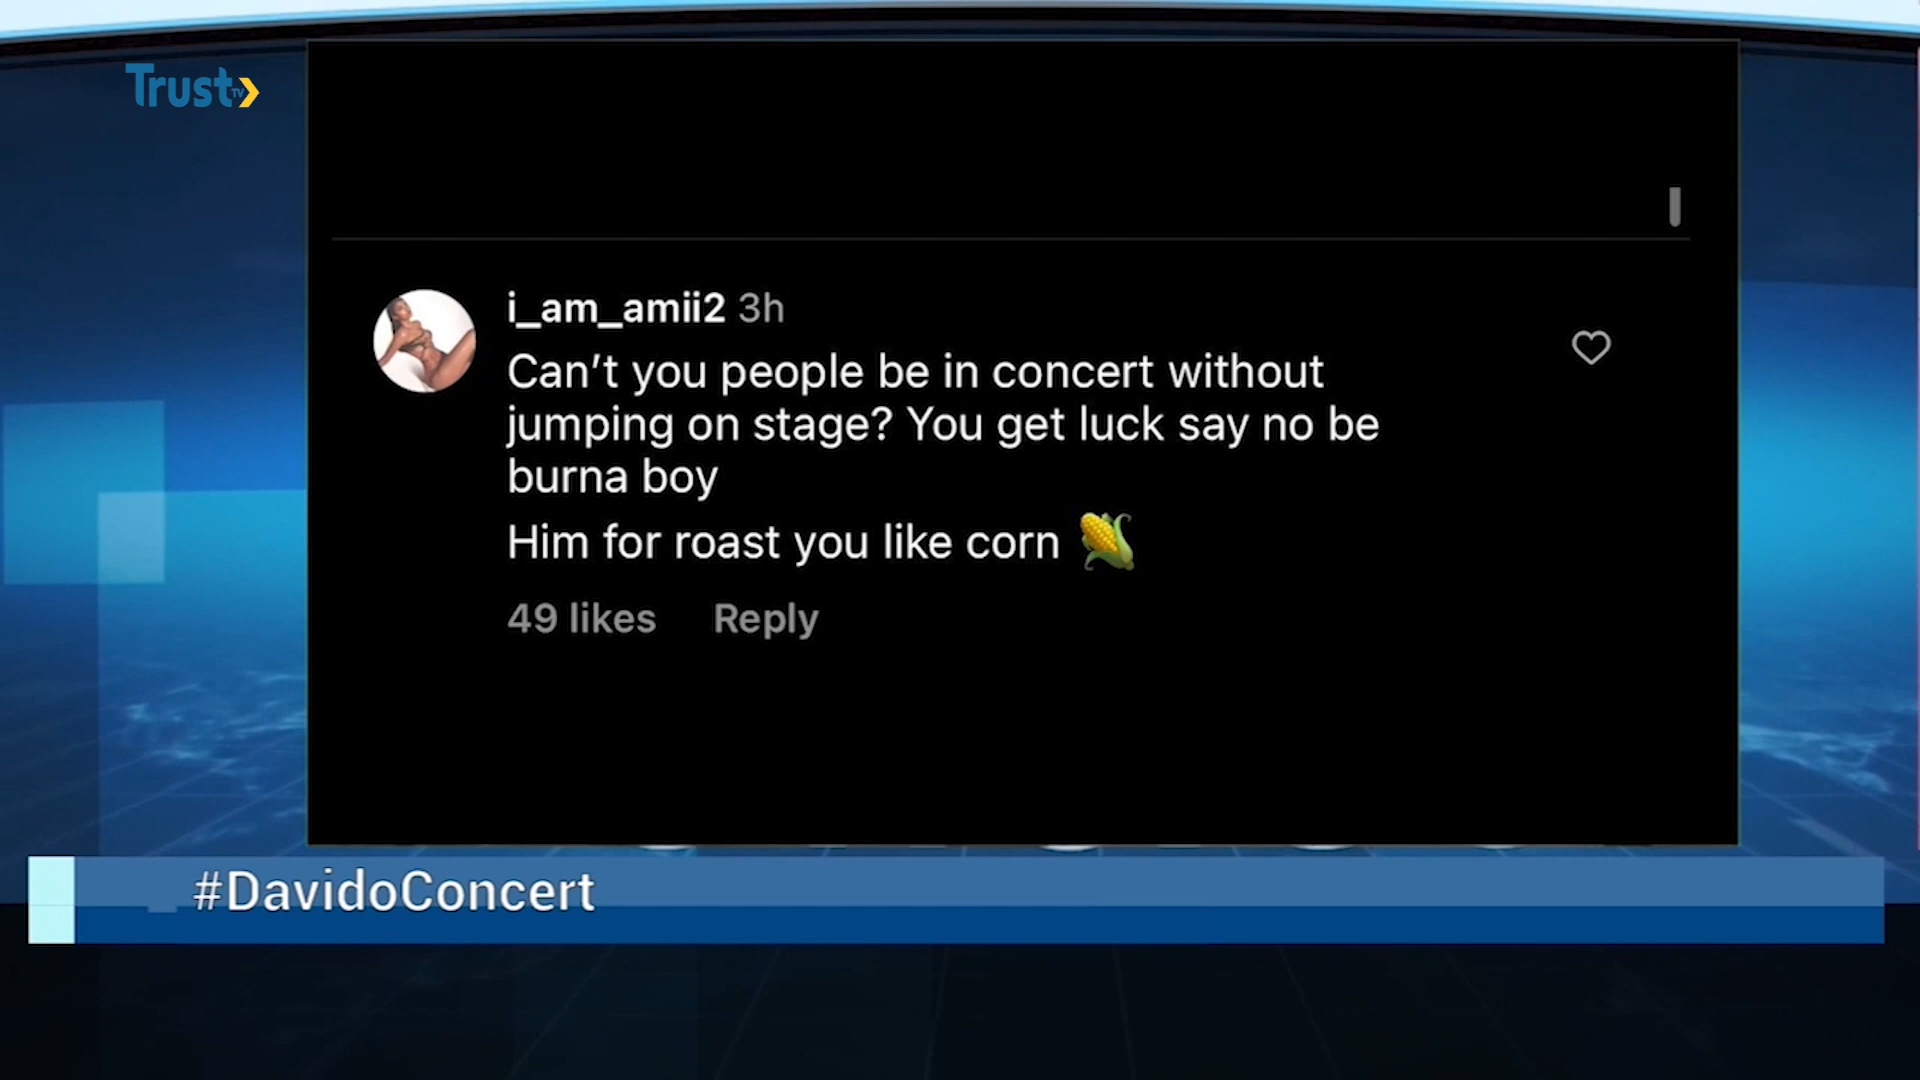 Trust TV
i_am_amii2 3h
Can’t you people be in concert without
jumping on stage? You get luck say no be
burna boy
Him for roast you like corn 🌽
49 likes Reply
#DavidoConcert